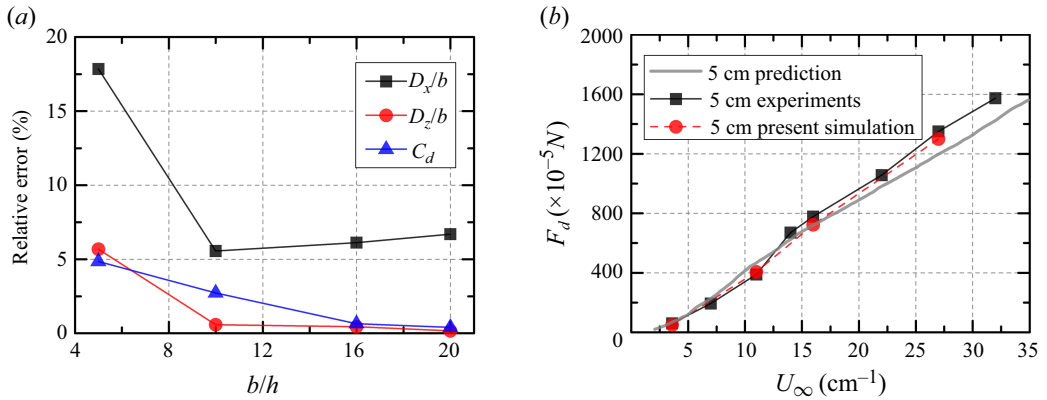 (a)
20
15
10
5
0
Relative error (%)
4
8
12
16
20
b/h
D_x/b
D_z/b
C_d
(b)
2000
1600
1200
800
400
0
F_d (×10⁻⁵N)
5
10
15
20
25
30
35
U_∞ (cm⁻¹)
5 cm prediction
5 cm experiments
5 cm present simulation